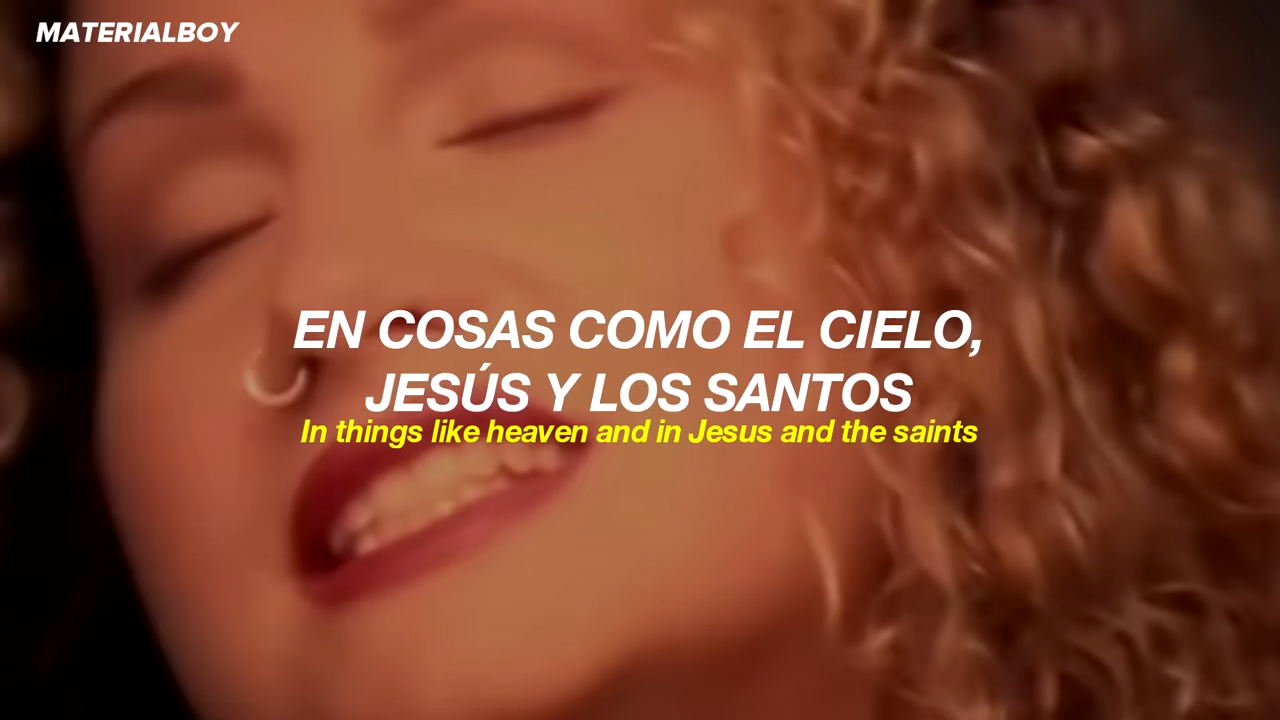 MATERIALBOY
EN COSAS COMO EL CIELO,
JESÚS Y LOS SANTOS
In things like heaven and in Jesus and the saints